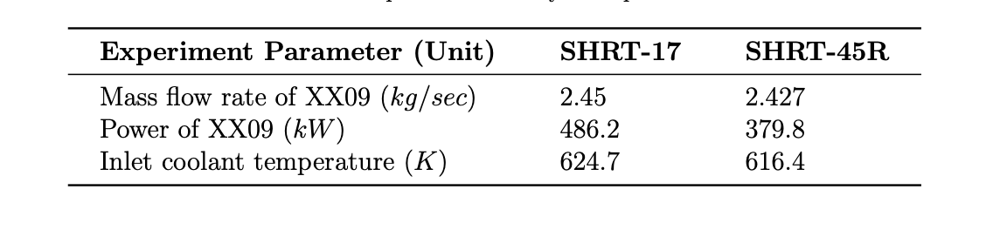 Experiment Parameter (Unit) SHRT-17 SHRT-45R
Mass flow rate of XX09 (kg/sec) 2.45 2.427
Power of XX09 (kW) 486.2 379.8
Inlet coolant temperature (K) 624.7 616.4